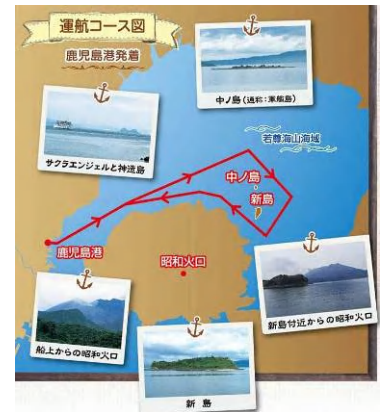 運航コース図
鹿児島港発着
中ノ島(通称:軍艦島)
サクラエンジェルと神造島
若尊海山海域
中ノ島
新島
鹿児島港
昭和火口
船上からの昭和火口
新島
新島付近からの昭和火口